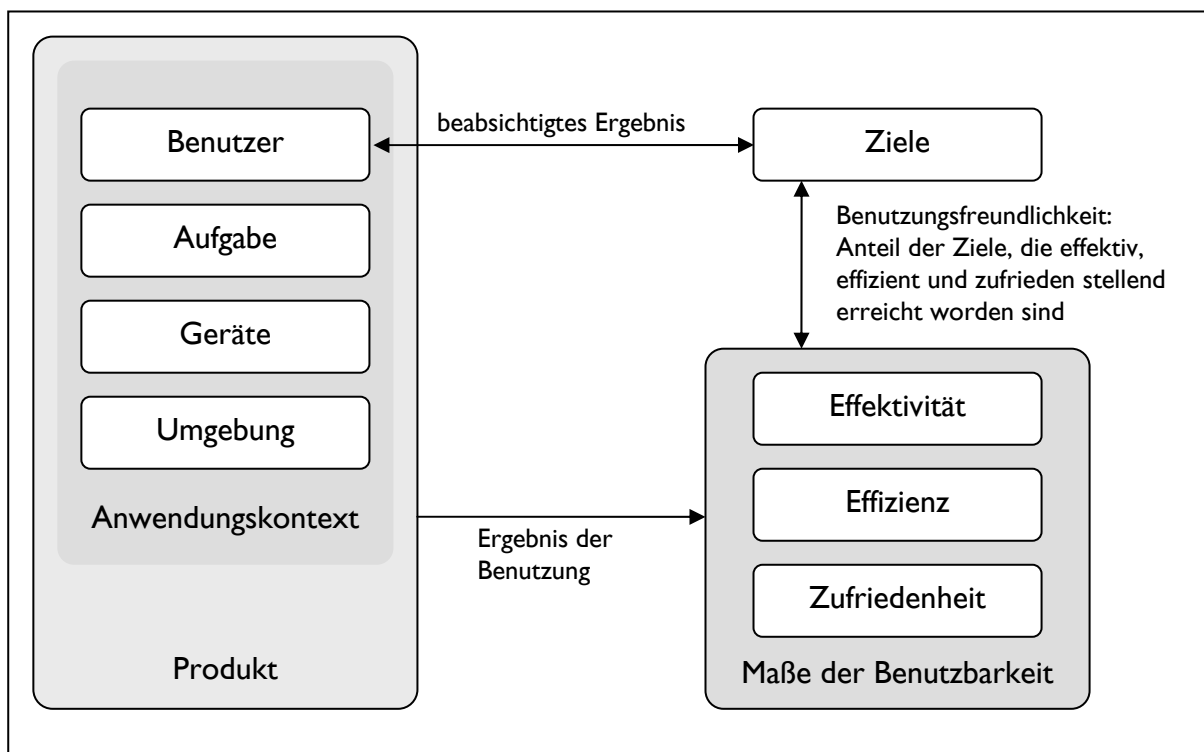 Benutzer
Aufgabe
Geräte
Umgebung
Anwendungskontext
Produkt
beabsichtigtes Ergebnis
Ziele
Benutzungsfreundlichkeit:
Anteil der Ziele, die effektiv,
effizient und zufrieden stellend
erreicht worden sind
Ergebnis der
Benutzung
Effektivität
Effizienz
Zufriedenheit
Maße der Benutzbarkeit